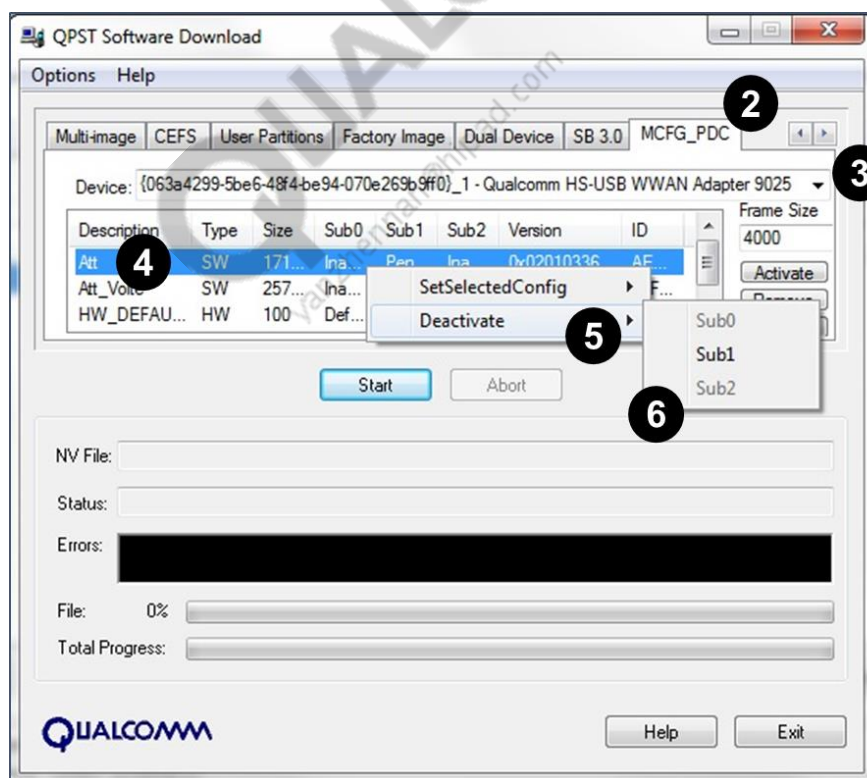 QPST Software Download
Options Help
2
Multi-image CEFS User Partitions Factory Image Dual Device SB 3.0 MCFG_PDC
3
Device: {063a4299-5be6-48f4-be94-070e269b9ff0}_1 - Qualcomm HS-USB WWAN Adapter 9025
Frame Size
4000
Description Type Size Sub0 Sub1 Sub2 Version ID
Att 4 SW 171... Ina... Pen... Ina... 0x02010336 AE...
Activate
Att_Volte SW 257... Ina... SetSelectedConfig F...
Remove
HW_DEFAU... HW 100 Def... Deactivate 5
Sub0
Sub1
Sub2
6
Start Abort
NV File:
Status:
Errors:
File: 0%
Total Progress:
QUALCOMM Help Exit